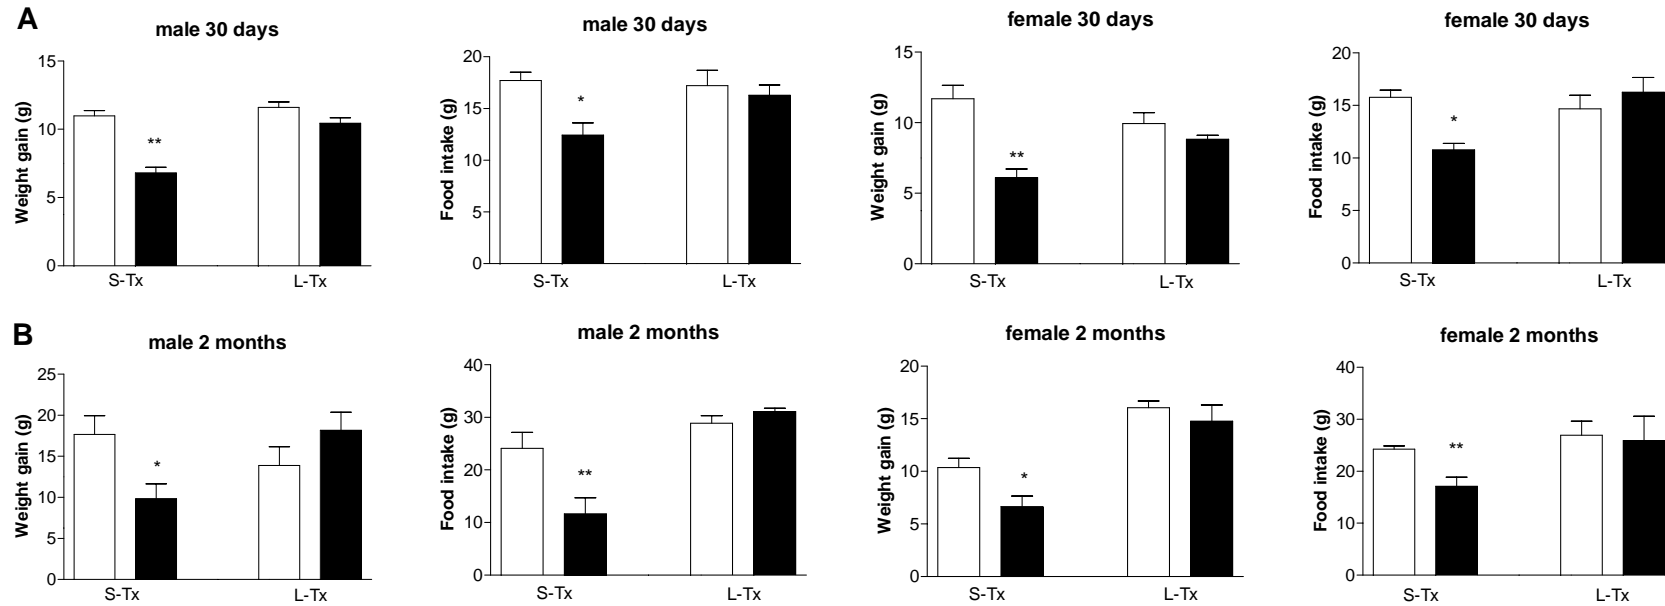 A
male 30 days
Weight gain (g)
15
10
5
0
**
S-Tx
L-Tx
male 30 days
Food intake (g)
20
15
10
5
0
*
S-Tx
L-Tx
female 30 days
Weight gain (g)
15
10
5
0
**
S-Tx
L-Tx
female 30 days
Food intake (g)
20
15
10
5
0
*
S-Tx
L-Tx
B
male 2 months
Weight gain (g)
25
20
15
10
5
0
*
S-Tx
L-Tx
male 2 months
Food intake (g)
40
30
20
10
0
**
S-Tx
L-Tx
female 2 months
Weight gain (g)
20
15
10
5
0
*
S-Tx
L-Tx
female 2 months
Food intake (g)
40
30
20
10
0
**
S-Tx
L-Tx